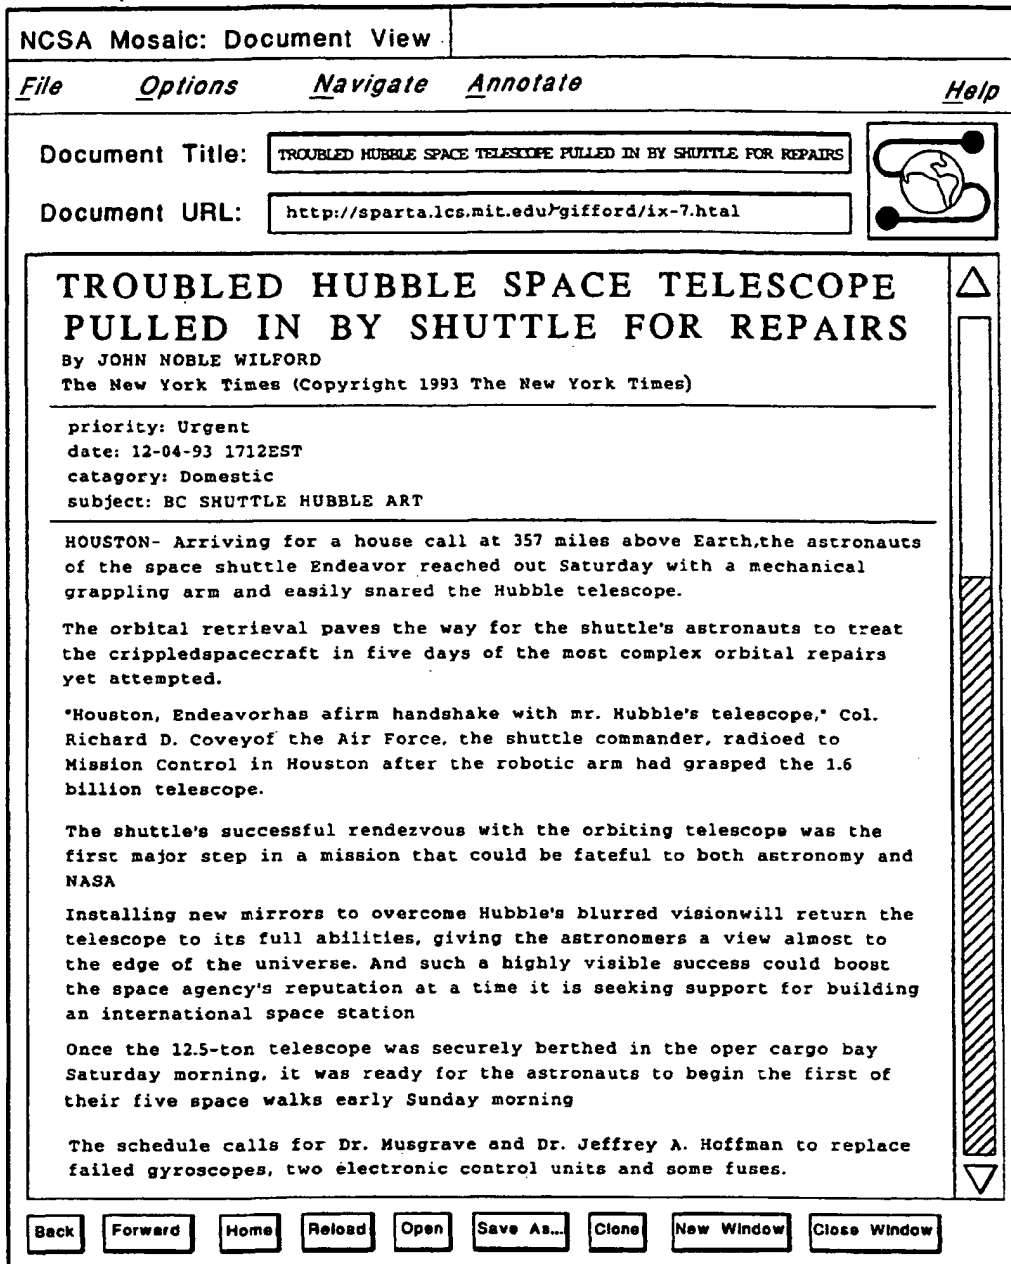 NCSA Mosaic: Document View
File Options Navigate Annotate Help
Document Title: TROUBLED HUBBLE SPACE TELESCOPE PULLED IN BY SHUTTLE FOR REPAIRS
Document URL: http://sparta.lcs.mit.edu/~gifford/ix-7.htal
TROUBLED HUBBLE SPACE TELESCOPE
PULLED IN BY SHUTTLE FOR REPAIRS
By JOHN NOBLE WILFORD
The New York Times (Copyright 1993 The New York Times)
priority: Urgent
date: 12-04-93 1712EST
catagory: Domestic
subject: BC SHUTTLE HUBBLE ART
HOUSTON- Arriving for a house call at 357 miles above Earth,the astronauts
of the space shuttle Endeavor reached out Saturday with a mechanical
grappling arm and easily snared the Hubble telescope.
The orbital retrieval paves the way for the shuttle's astronauts to treat
the crippledspacecraft in five days of the most complex orbital repairs
yet attempted.
"Houston, Endeavorhas afirm handshake with mr. Hubble's telescope," Col.
Richard D. Coveyof the Air Force, the shuttle commander, radioed to
Mission Control in Houston after the robotic arm had grasped the 1.6
billion telescope.
The shuttle's successful rendezvous with the orbiting telescope was the
first major step in a mission that could be fateful to both astronomy and
NASA
Installing new mirrors to overcome Hubble's blurred visionwill return the
telescope to its full abilities, giving the astronomers a view almost to
the edge of the universe. And such a highly visible success could boost
the space agency's reputation at a time it is seeking support for building
an international space station
Once the 12.5-ton telescope was securely berthed in the oper cargo bay
Saturday morning, it was ready for the astronauts to begin the first of
their five space walks early Sunday morning
The schedule calls for Dr. Musgrave and Dr. Jeffrey A. Hoffman to replace
failed gyroscopes, two electronic control units and some fuses.
Back Forward Home Reload Open Save As... Clone New Window Close Window